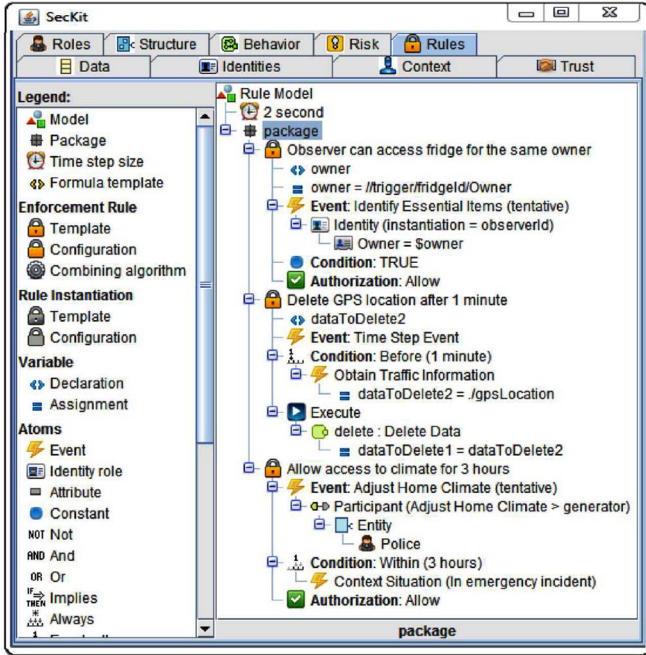 SecKit
Roles Structure Behavior Risk Rules
Data Identities Context Trust
Legend:
Model
Package
Time step size
Formula template
Enforcement Rule
Template
Configuration
Combining algorithm
Rule Instantiation
Template
Configuration
Variable
Declaration
Assignment
Atoms
Event
Identity role
Attribute
Constant
NOT Not
AND And
OR Or
IF THEN Implies
Always
Rule Model
2 second
package
Observer can access fridge for the same owner
owner
owner = //trigger/fridgeId/Owner
Event: Identify Essential Items (tentative)
Identity (instantiation = observerId)
Owner = $owner
Condition: TRUE
Authorization: Allow
Delete GPS location after 1 minute
dataToDelete2
Event: Time Step Event
Condition: Before (1 minute)
Obtain Traffic Information
dataToDelete2 = ./gpsLocation
Execute
delete : Delete Data
dataToDelete1 = dataToDelete2
Allow access to climate for 3 hours
Event: Adjust Home Climate (tentative)
Participant (Adjust Home Climate > generator)
Entity
Police
Condition: Within (3 hours)
Context Situation (In emergency incident)
Authorization: Allow
package